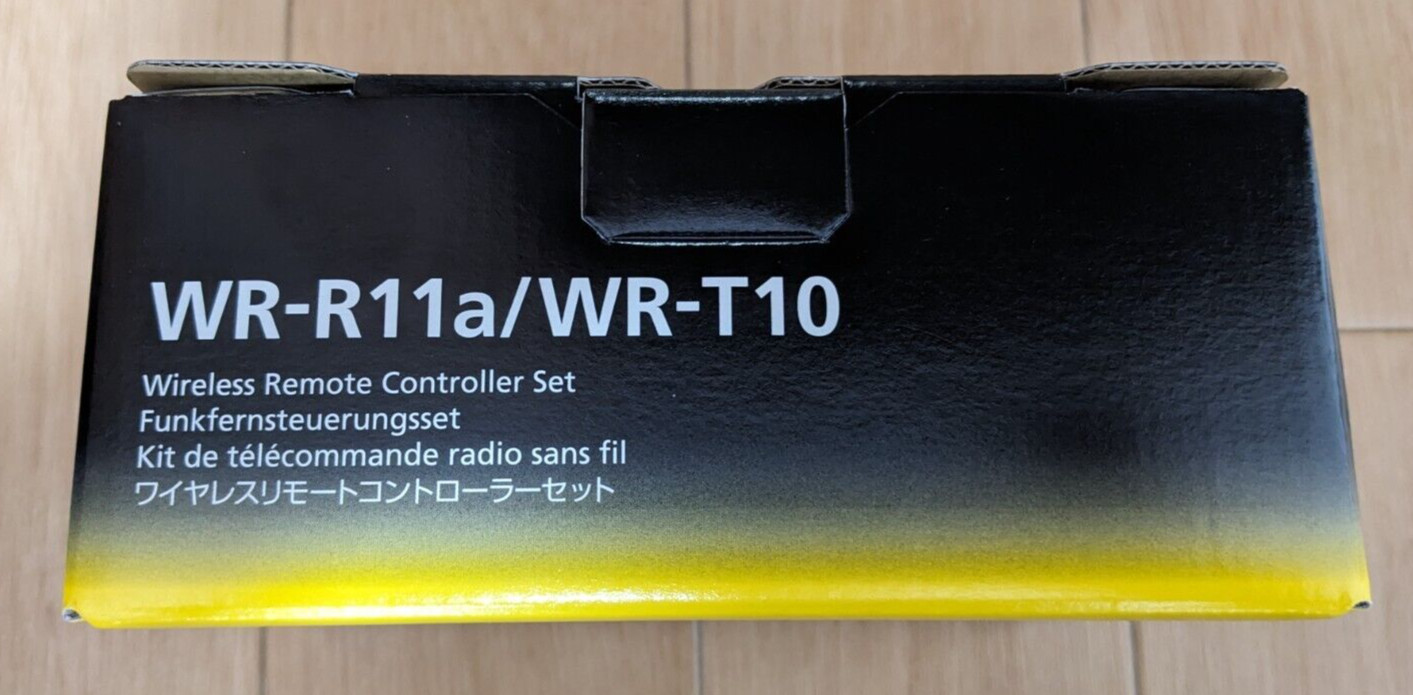 WR-R11a/WR-T10
Wireless Remote Controller Set
Funkfernsteuerungsset
Kit de télécommande radio sans fil
ワイヤレスリモートコントローラーセット